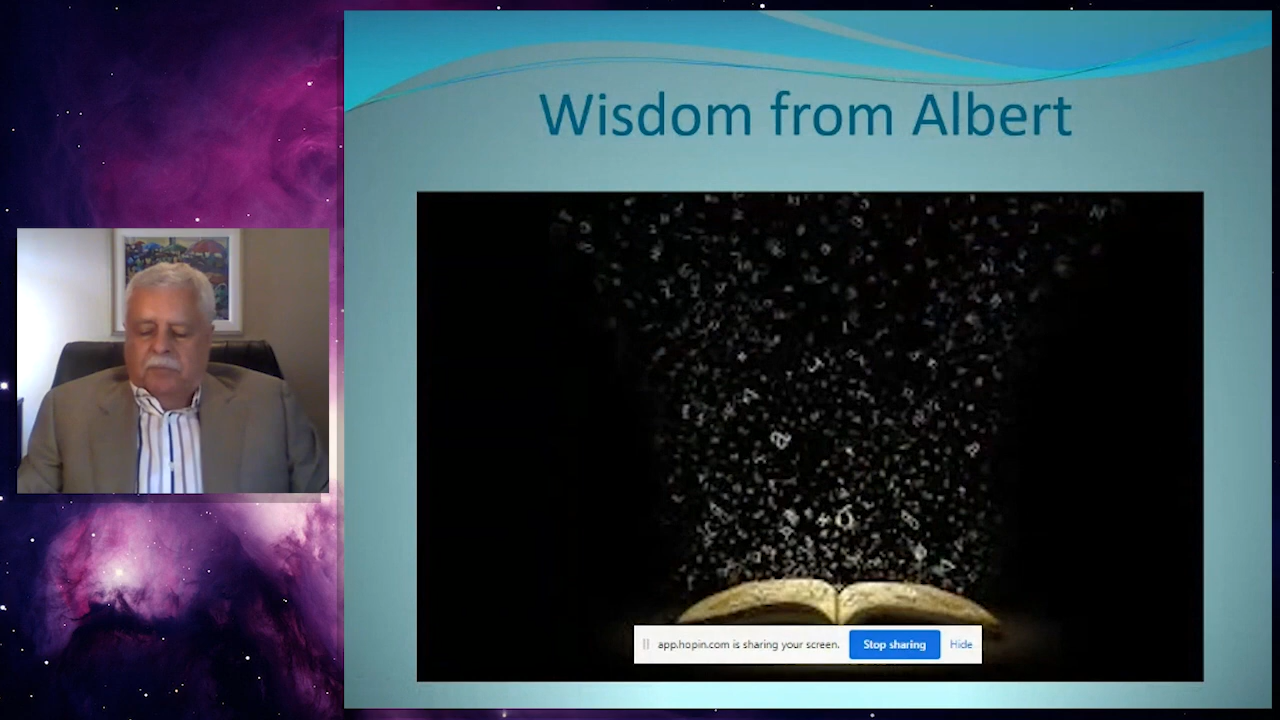 Wisdom from Albert
app.hopin.com is sharing your screen.
Stop sharing
Hide